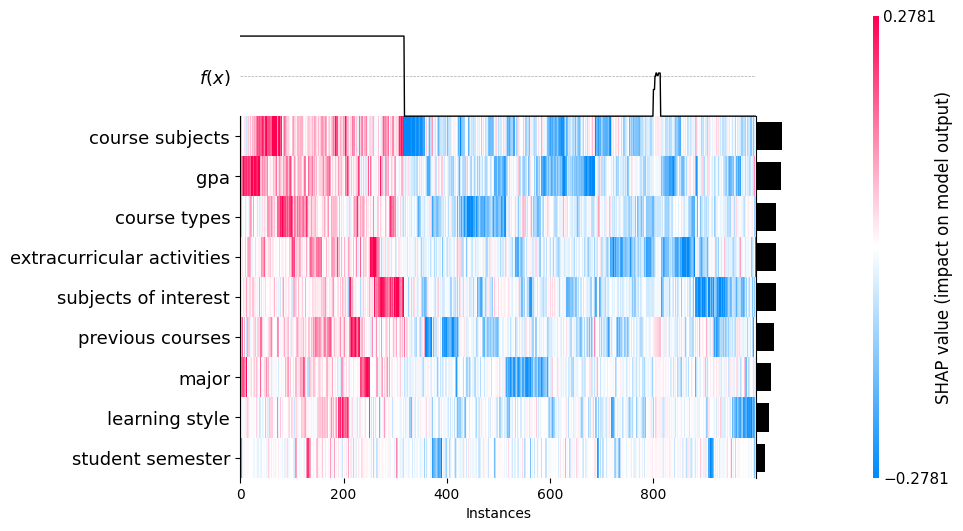 f(x)
course subjects
gpa
course types
extracurricular activities
subjects of interest
previous courses
major
learning style
student semester
0 200 400 600 800
Instances
0.2781
−0.2781
SHAP value (impact on model output)